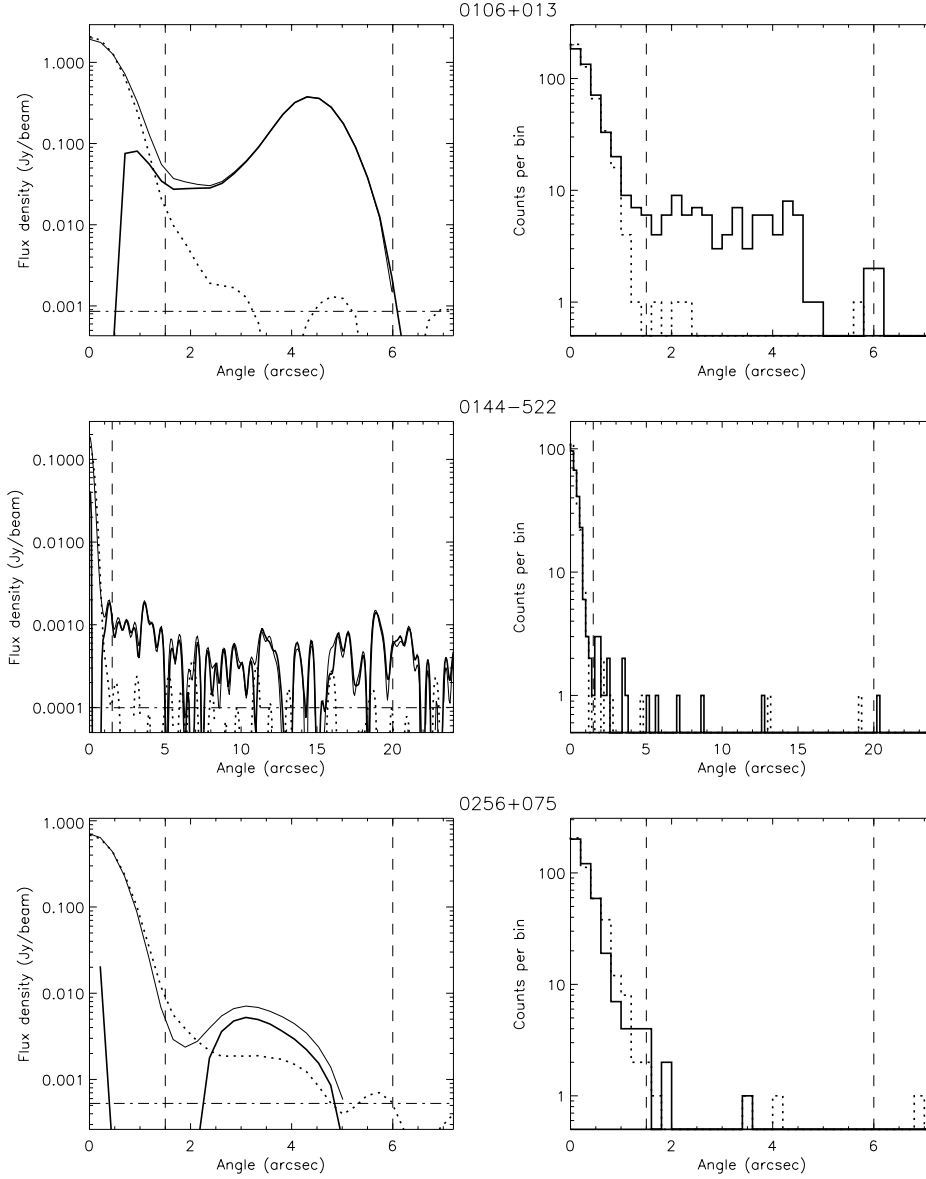 0106+013
1.000
0.100
0.010
0.001
Flux density (Jy/beam)
0 2 4 6
Angle (arcsec)
100
10
1
Counts per bin
0 2 4 6
Angle (arcsec)
0144−522
0.1000
0.0100
0.0010
0.0001
Flux density (Jy/beam)
0 5 10 15 20
Angle (arcsec)
100
10
1
Counts per bin
0 5 10 15 20
Angle (arcsec)
0256+075
1.000
0.100
0.010
0.001
Flux density (Jy/beam)
0 2 4 6
Angle (arcsec)
100
10
1
Counts per bin
0 2 4 6
Angle (arcsec)